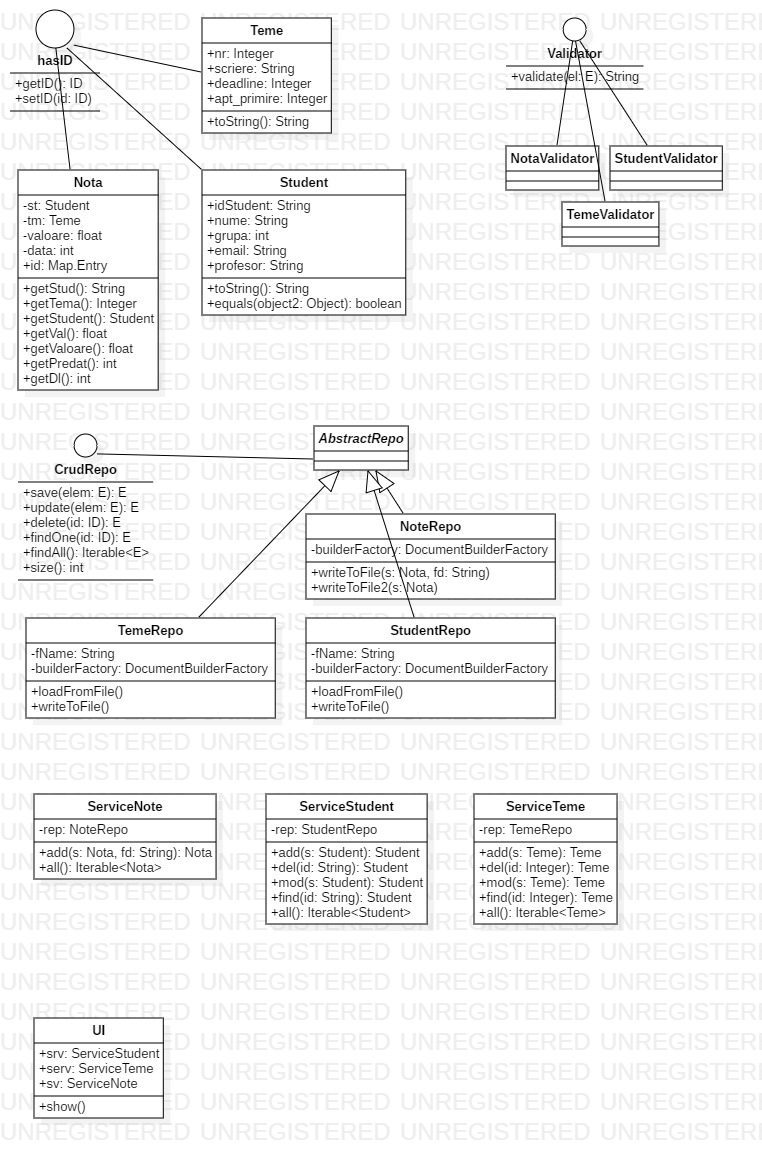 hasID
+getID(): ID
+setID(id: ID)
Teme
+nr: Integer
+scriere: String
+deadline: Integer
+apt_primire: Integer
+toString(): String
Validator
+validate(el: E): String
NotaValidator
StudentValidator
TemeValidator
Nota
-st: Student
-tm: Teme
-valoare: float
-data: int
+id: Map.Entry
+getStud(): String
+getTema(): Integer
+getStudent(): Student
+getVal(): float
+getValoare(): float
+getPredat(): int
+getDl(): int
Student
+idStudent: String
+nume: String
+grupa: int
+email: String
+profesor: String
+toString(): String
+equals(object2: Object): boolean
CrudRepo
+save(elem: E): E
+update(elem: E): E
+delete(id: ID): E
+findOne(id: ID): E
+findAll(): Iterable<E>
+size(): int
AbstractRepo
NoteRepo
-builderFactory: DocumentBuilderFactory
+writeToFile(s: Nota, fd: String)
+writeToFile2(s: Nota)
TemeRepo
-fName: String
-builderFactory: DocumentBuilderFactory
+loadFromFile()
+writeToFile()
StudentRepo
-fName: String
-builderFactory: DocumentBuilderFactory
+loadFromFile()
+writeToFile()
ServiceNote
-rep: NoteRepo
+add(s: Nota, fd: String): Nota
+all(): Iterable<Nota>
ServiceStudent
-rep: StudentRepo
+add(s: Student): Student
+del(id: String): Student
+mod(s: Student): Student
+find(id: String): Student
+all(): Iterable<Student>
ServiceTeme
-rep: TemeRepo
+add(s: Teme): Teme
+del(id: Integer): Teme
+mod(s: Teme): Teme
+find(id: Integer): Teme
+all(): Iterable<Teme>
UI
+srv: ServiceStudent
+serv: ServiceTeme
+sv: ServiceNote
+show()